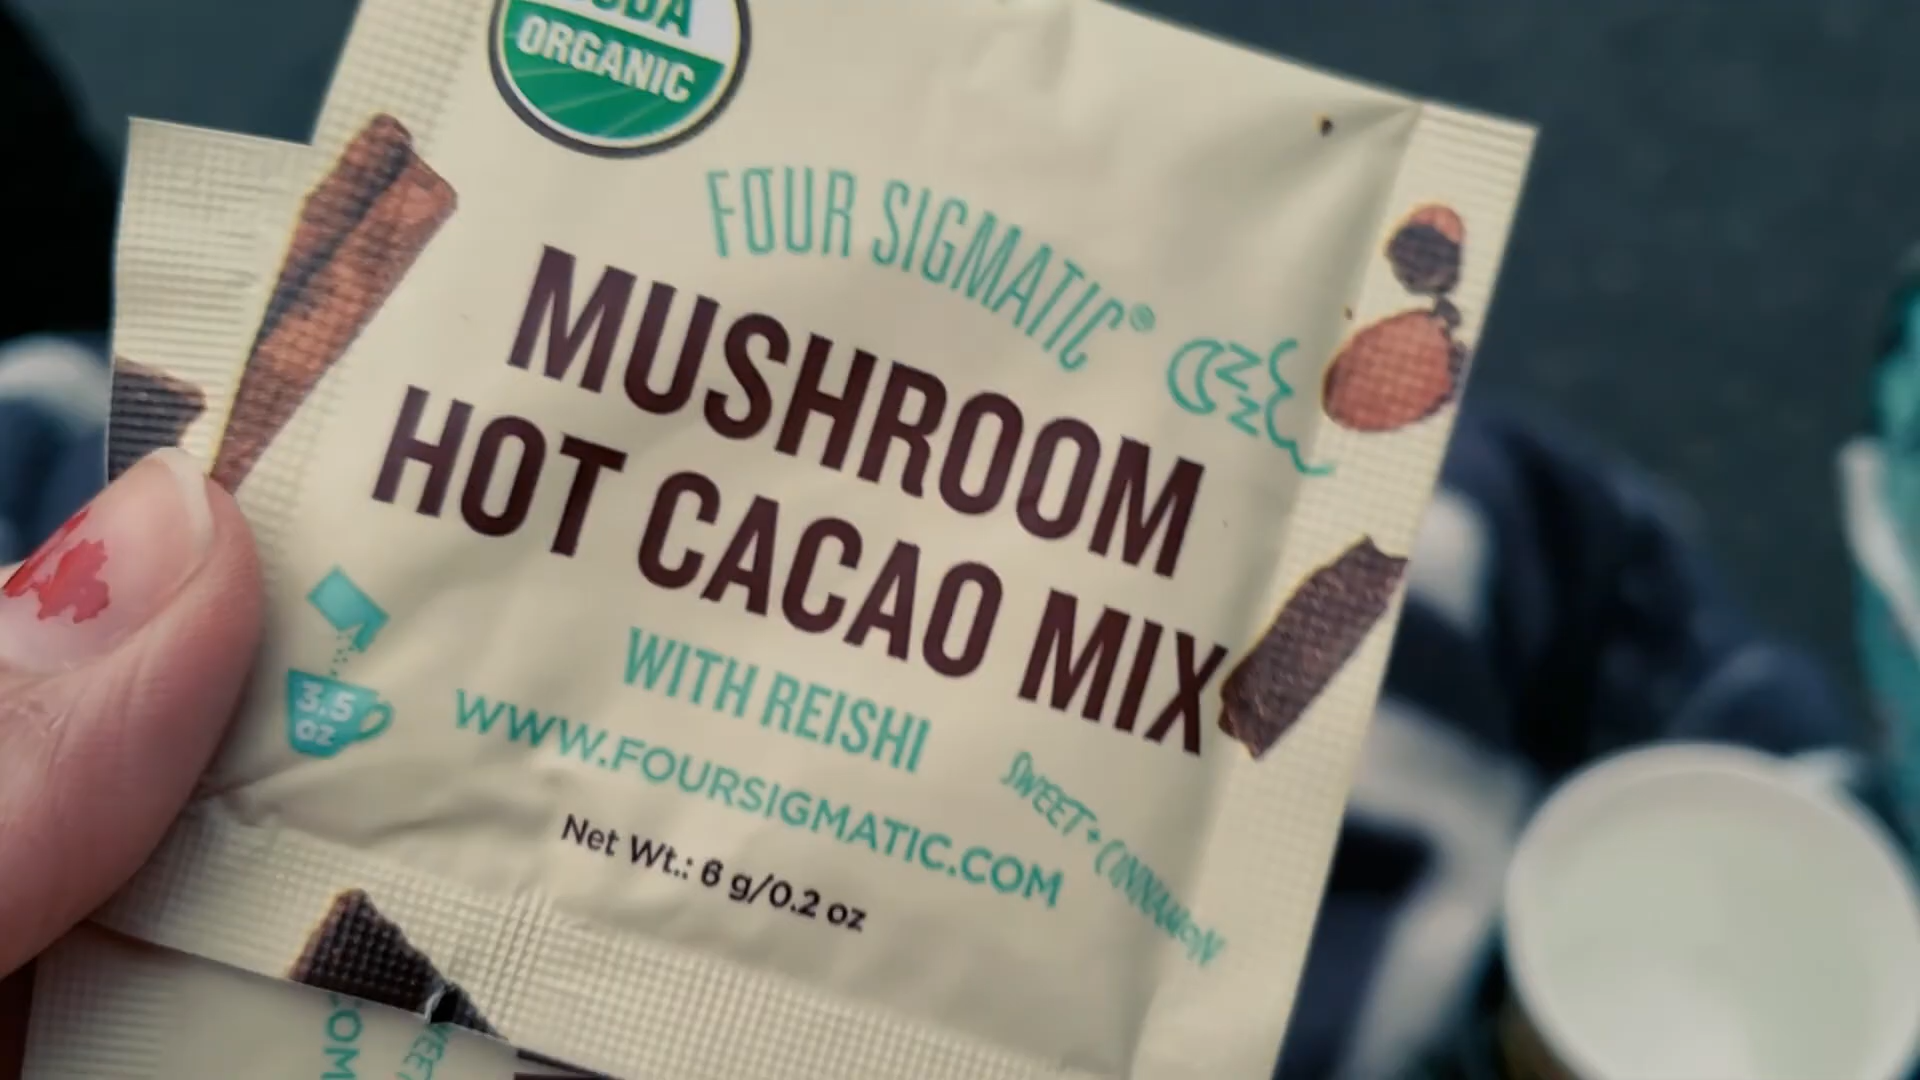 ORGANIC
FOUR SIGMATIC®
MUSHROOM
HOT CACAO MIX
WITH REISHI
WWW.FOURSIGMATIC.COM
SWEET + CINNAMON
3.5
oz
Net Wt.: 6 g/0.2 oz